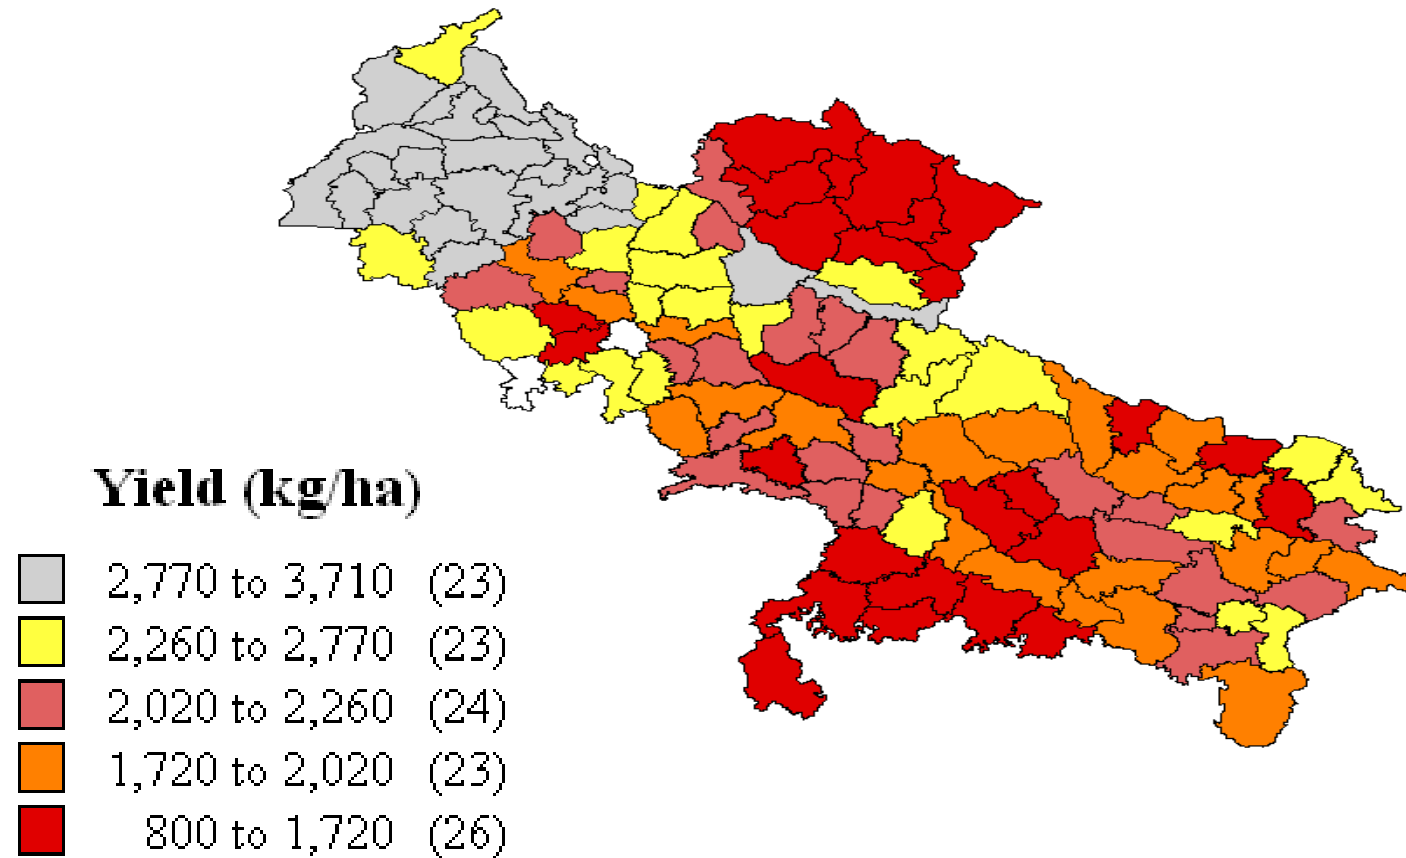 Yield (kg/ha)
2,770 to 3,710 (23)
2,260 to 2,770 (23)
2,020 to 2,260 (24)
1,720 to 2,020 (23)
800 to 1,720 (26)